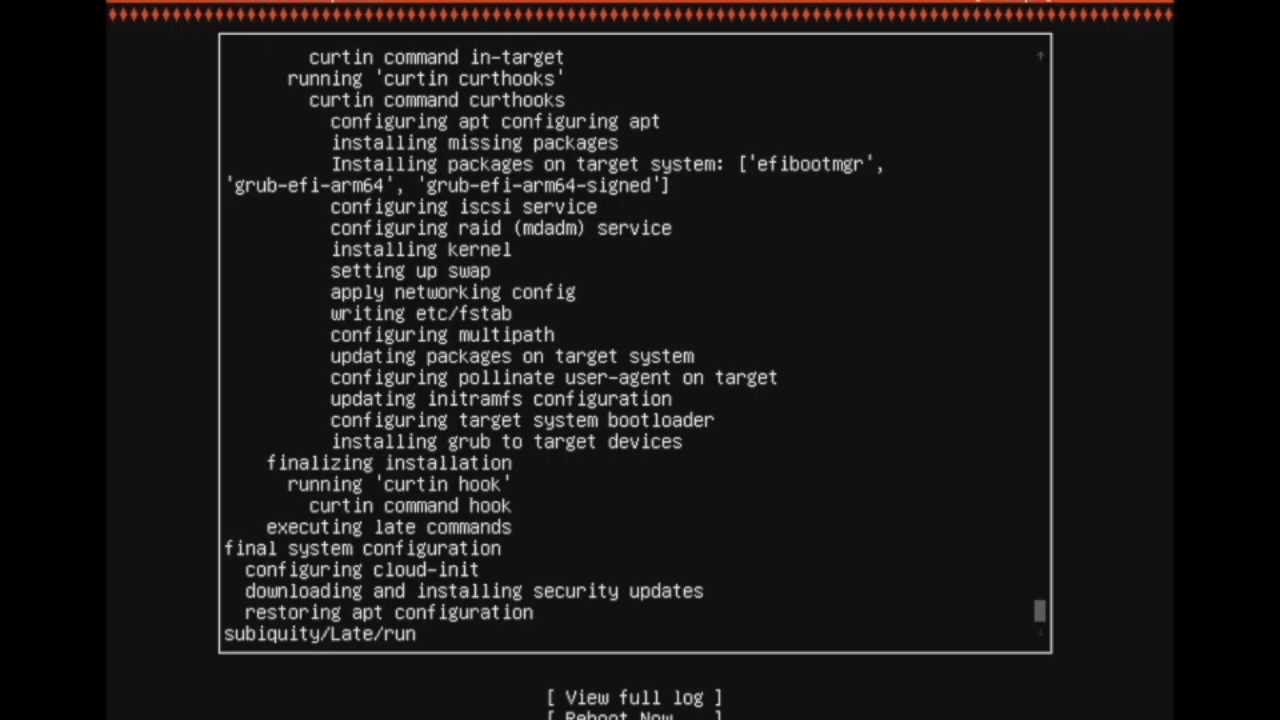 curtin command in-target
running 'curtin curthooks'
curtin command curthooks
configuring apt configuring apt
installing missing packages
Installing packages on target system: ['efibootmgr',
'grub-efi-arm64', 'grub-efi-arm64-signed']
configuring iscsi service
configuring raid (mdadm) service
installing kernel
setting up swap
apply networking config
writing etc/fstab
configuring multipath
updating packages on target system
configuring pollinate user-agent on target
updating initramfs configuration
configuring target system bootloader
installing grub to target devices
finalizing installation
running 'curtin hook'
curtin command hook
executing late commands
final system configuration
configuring cloud-init
downloading and installing security updates
restoring apt configuration
subiquity/Late/run
[ View full log ]
[ Reboot Now ]